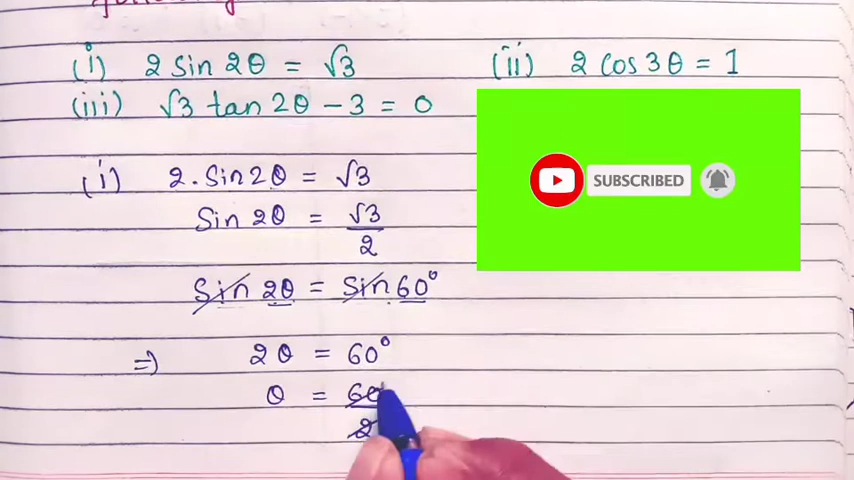 following
(i) 2 sin 2θ = √3 (ii) 2 cos 3θ = 1
(iii) √3 tan 2θ - 3 = 0
SUBSCRIBED
(i) 2 . Sin 2θ = √3
Sin 2θ = √3/2
Sin 2θ = Sin 60°
=) 2θ = 60°
θ = 60/2